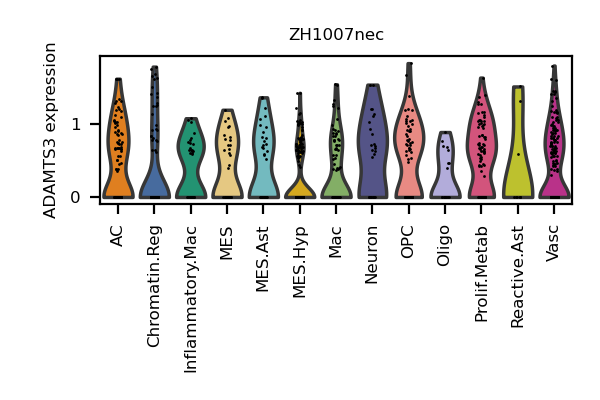 ZH1007nec
ADAMTS3 expression
1
0
AC
Chromatin.Reg
Inflammatory.Mac
MES
MES.Ast
MES.Hyp
Mac
Neuron
OPC
Oligo
Prolif.Metab
Reactive.Ast
Vasc